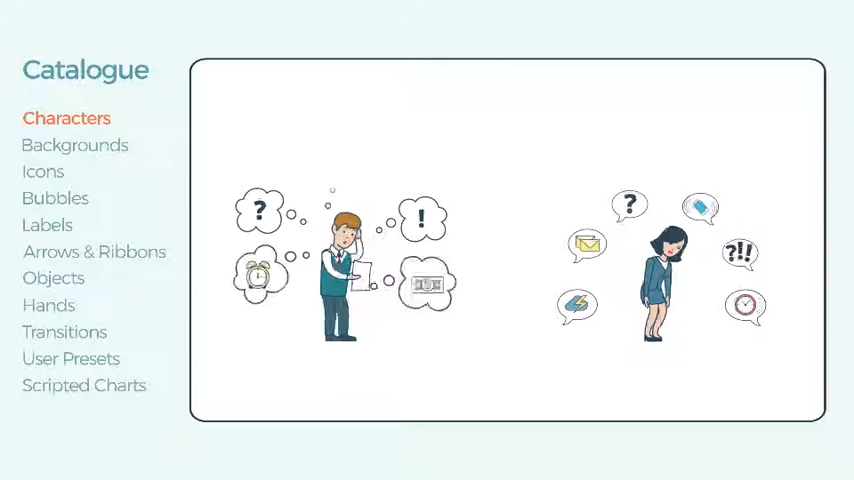 Catalogue
Characters
Backgrounds
Icons
Bubbles
Labels
Arrows & Ribbons
Objects
Hands
Transitions
User Presets
Scripted Charts
?
!
?
?!!